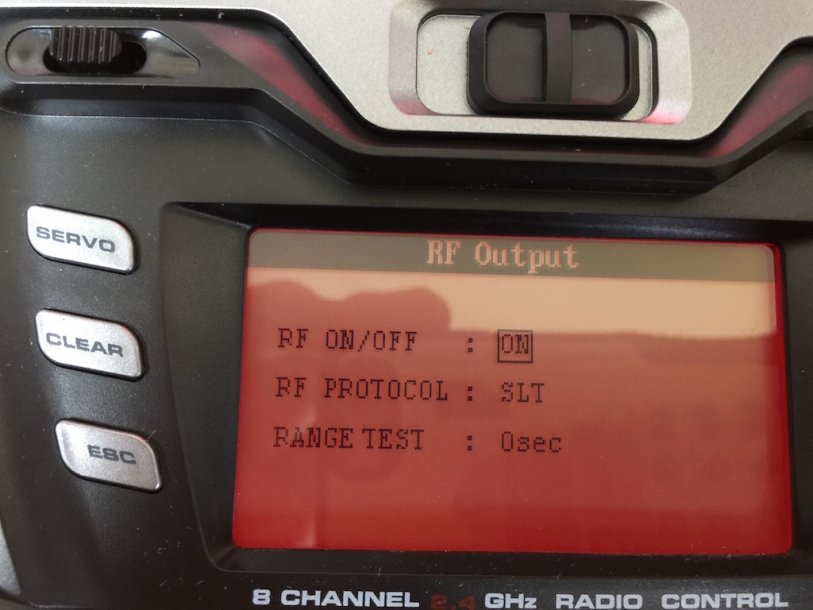 SERVO
CLEAR
ESC
RF Output
RF ON/OFF : ON
RF PROTOCOL : SLT
RANGE TEST : 0sec
8 CHANNEL 2.4 GHz RADIO CONTROL